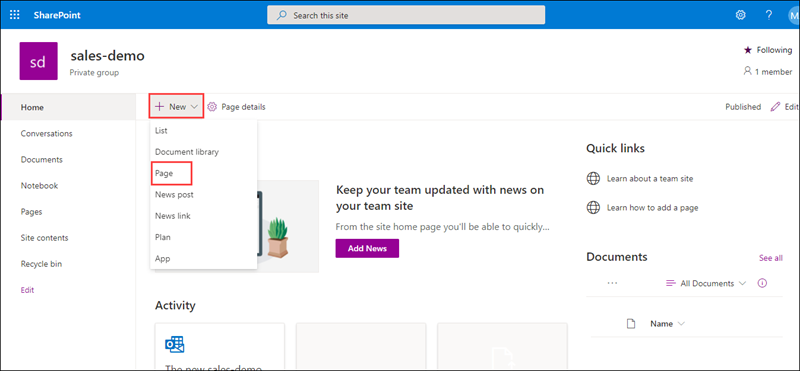 SharePoint
Search this site
?
M
sd
sales-demo
Private group
Following
1 member
Home
Conversations
Documents
Notebook
Pages
Site contents
Recycle bin
Edit
+ New
Page details
Published
Edit
List
Document library
Page
News post
News link
Plan
App
Keep your team updated with news on
your team site
From the site home page you'll be able to quickly...
Add News
Quick links
Learn about a team site
Learn how to add a page
Documents
See all
... All Documents
Name
Activity
The new sales-demo